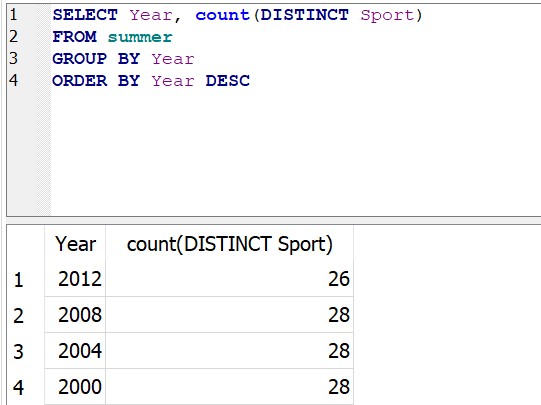 1 SELECT Year, count(DISTINCT Sport)
2 FROM summer
3 GROUP BY Year
4 ORDER BY Year DESC
Year count(DISTINCT Sport)
1 2012 26
2 2008 28
3 2004 28
4 2000 28